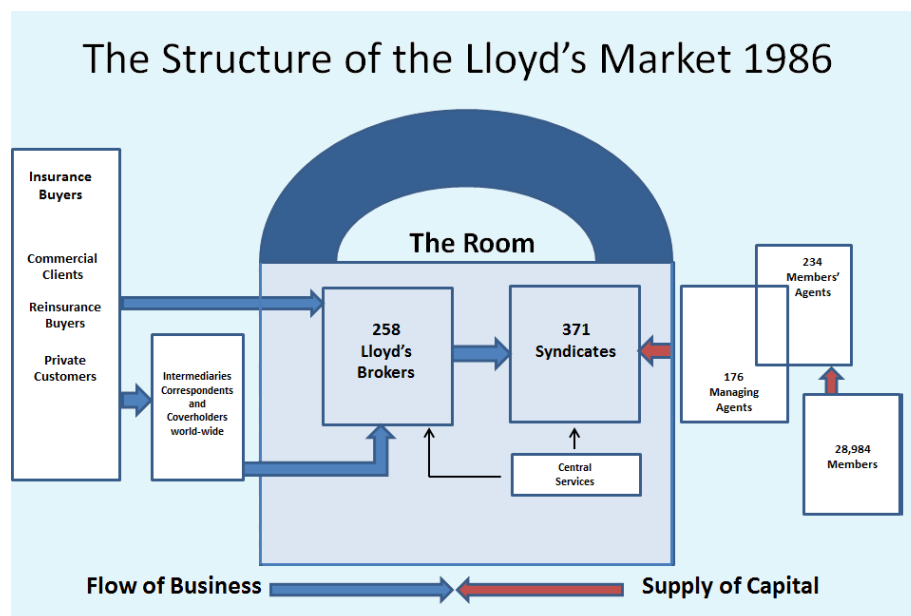 The Structure of the Lloyd's Market 1986
Insurance
Buyers
Commercial
Clients
Reinsurance
Buyers
Private
Customers
Intermediaries
Correspondents
and
Coverholders
world-wide
The Room
258
Lloyd's
Brokers
371
Syndicates
Central
Services
234
Members'
Agents
176
Managing
Agents
28,984
Members
Flow of Business
Supply of Capital